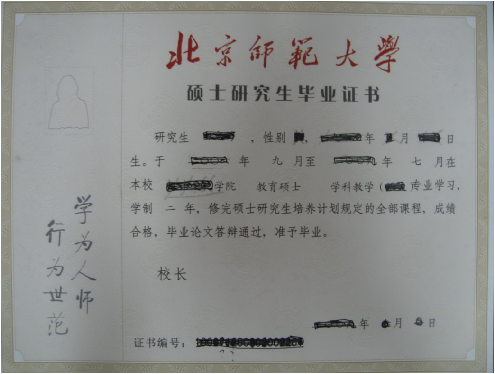 北京师范大学
硕士研究生毕业证书
研究生 ，性别 ， 年 月 日
生。于 年 九 月至 年 七 月在
本校 学院 教育硕士 学科教学（ ）专业学习，
学制 二 年，修完硕士研究生培养计划规定的全部课程，成绩
合格，毕业论文答辩通过，准予毕业。
校长
年 月 日
证书编号：
学为人师
行为世范